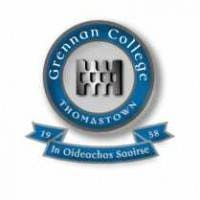 Grennan College
THOMASTOWN
19 58
In Oideachas Saoirse